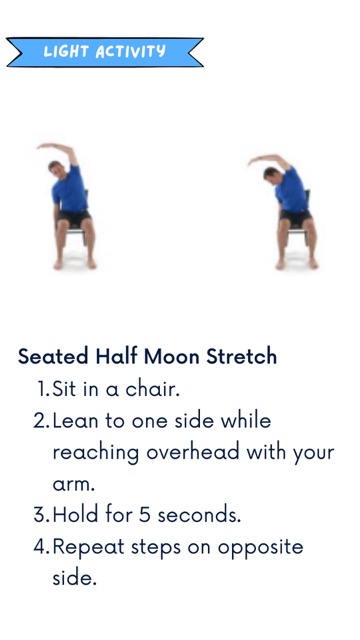 LIGHT ACTIVITY
Seated Half Moon Stretch
1. Sit in a chair.
2. Lean to one side while
reaching overhead with your
arm.
3. Hold for 5 seconds.
4. Repeat steps on opposite
side.